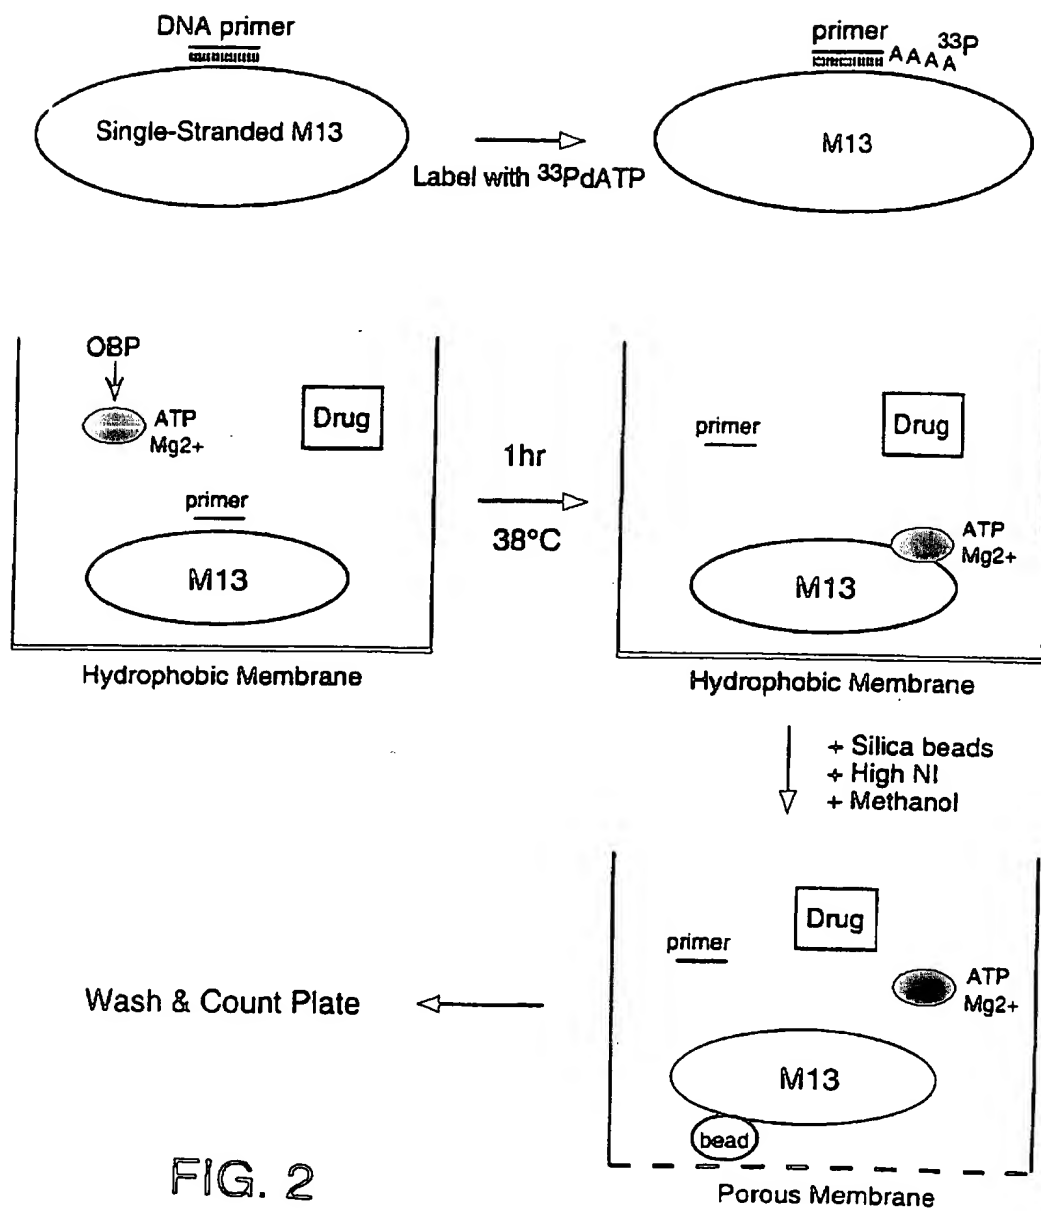 DNA primer
Single-Stranded M13
Label with ³³PdATP
primer
A A A A ³³P
M13
OBP
ATP
Mg2+
Drug
primer
M13
Hydrophobic Membrane
1hr
38°C
primer
Drug
ATP
Mg2+
M13
Hydrophobic Membrane
+ Silica beads
+ High NI
+ Methanol
Drug
primer
ATP
Mg2+
M13
bead
Porous Membrane
Wash & Count Plate
FIG. 2